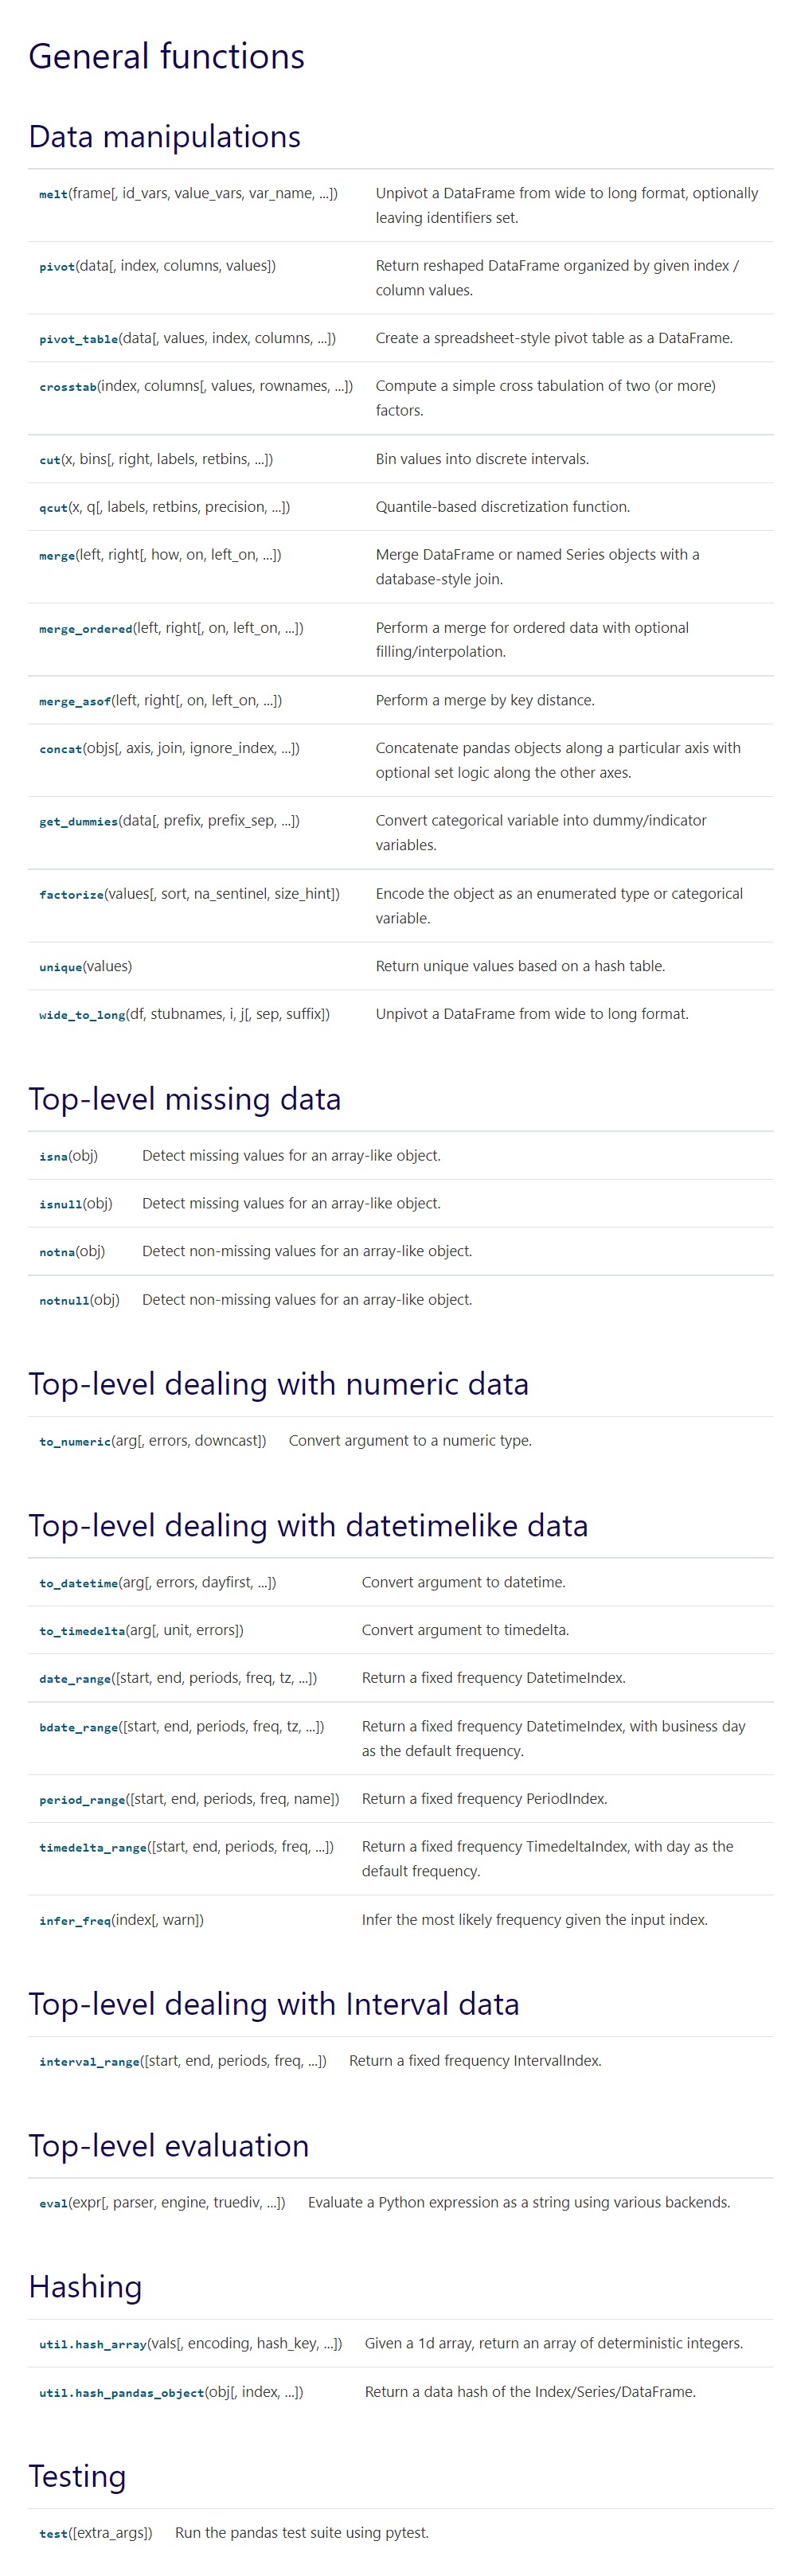 General functions
Data manipulations
melt(frame[, id_vars, value_vars, var_name, ...]) Unpivot a DataFrame from wide to long format, optionally
leaving identifiers set.
pivot(data[, index, columns, values]) Return reshaped DataFrame organized by given index /
column values.
pivot_table(data[, values, index, columns, ...]) Create a spreadsheet-style pivot table as a DataFrame.
crosstab(index, columns[, values, rownames, ...]) Compute a simple cross tabulation of two (or more)
factors.
cut(x, bins[, right, labels, retbins, ...]) Bin values into discrete intervals.
qcut(x, q[, labels, retbins, precision, ...]) Quantile-based discretization function.
merge(left, right[, how, on, left_on, ...]) Merge DataFrame or named Series objects with a
database-style join.
merge_ordered(left, right[, on, left_on, ...]) Perform a merge for ordered data with optional
filling/interpolation.
merge_asof(left, right[, on, left_on, ...]) Perform a merge by key distance.
concat(objs[, axis, join, ignore_index, ...]) Concatenate pandas objects along a particular axis with
optional set logic along the other axes.
get_dummies(data[, prefix, prefix_sep, ...]) Convert categorical variable into dummy/indicator
variables.
factorize(values[, sort, na_sentinel, size_hint]) Encode the object as an enumerated type or categorical
variable.
unique(values) Return unique values based on a hash table.
wide_to_long(df, stubnames, i, j[, sep, suffix]) Unpivot a DataFrame from wide to long format.
Top-level missing data
isna(obj) Detect missing values for an array-like object.
isnull(obj) Detect missing values for an array-like object.
notna(obj) Detect non-missing values for an array-like object.
notnull(obj) Detect non-missing values for an array-like object.
Top-level dealing with numeric data
to_numeric(arg[, errors, downcast]) Convert argument to a numeric type.
Top-level dealing with datetimelike data
to_datetime(arg[, errors, dayfirst, ...]) Convert argument to datetime.
to_timedelta(arg[, unit, errors]) Convert argument to timedelta.
date_range([start, end, periods, freq, tz, ...]) Return a fixed frequency DatetimeIndex.
bdate_range([start, end, periods, freq, tz, ...]) Return a fixed frequency DatetimeIndex, with business day
as the default frequency.
period_range([start, end, periods, freq, name]) Return a fixed frequency PeriodIndex.
timedelta_range([start, end, periods, freq, ...]) Return a fixed frequency TimedeltaIndex, with day as the
default frequency.
infer_freq(index[, warn]) Infer the most likely frequency given the input index.
Top-level dealing with Interval data
interval_range([start, end, periods, freq, ...]) Return a fixed frequency IntervalIndex.
Top-level evaluation
eval(expr[, parser, engine, truediv, ...]) Evaluate a Python expression as a string using various backends.
Hashing
util.hash_array(vals[, encoding, hash_key, ...]) Given a 1d array, return an array of deterministic integers.
util.hash_pandas_object(obj[, index, ...]) Return a data hash of the Index/Series/DataFrame.
Testing
test([extra_args]) Run the pandas test suite using pytest.